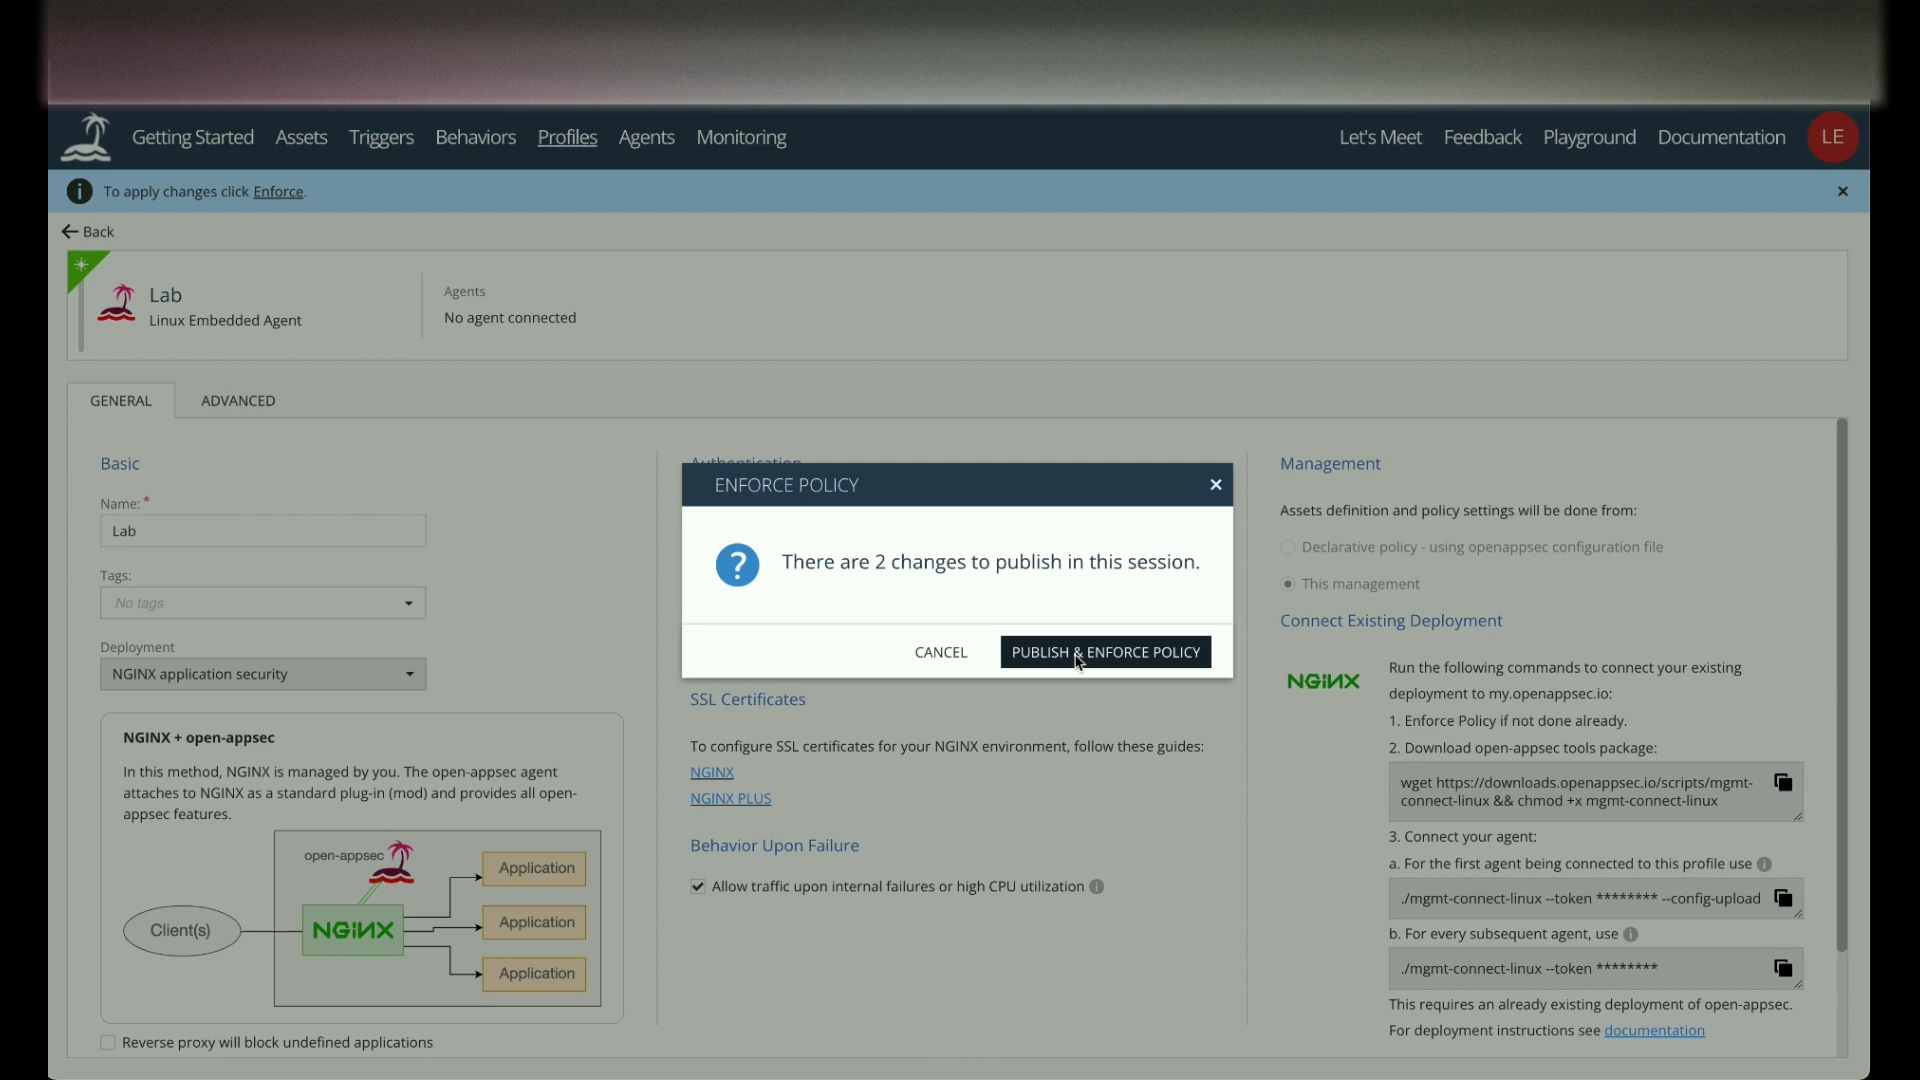 Getting Started Assets Triggers Behaviors Profiles Agents Monitoring Let's Meet Feedback Playground Documentation LE
To apply changes click Enforce.
Back
Lab
Linux Embedded Agent
Agents
No agent connected
GENERAL ADVANCED
Basic
Name: *
Lab
Tags:
No tags
Deployment
NGINX application security
NGINX + open-appsec
In this method, NGINX is managed by you. The open-appsec agent
attaches to NGINX as a standard plug-in (mod) and provides all open-
appsec features.
open-appsec
Client(s)
NGINX
Application
Application
Application
Reverse proxy will block undefined applications
Authentication
ENFORCE POLICY
There are 2 changes to publish in this session.
CANCEL PUBLISH & ENFORCE POLICY
SSL Certificates
To configure SSL certificates for your NGINX environment, follow these guides:
NGINX
NGINX PLUS
Behavior Upon Failure
Allow traffic upon internal failures or high CPU utilization
Management
Assets definition and policy settings will be done from:
Declarative policy - using openappsec configuration file
This management
Connect Existing Deployment
NGINX
Run the following commands to connect your existing
deployment to my.openappsec.io:
1. Enforce Policy if not done already.
2. Download open-appsec tools package:
wget https://downloads.openappsec.io/scripts/mgmt-
connect-linux && chmod +x mgmt-connect-linux
3. Connect your agent:
a. For the first agent being connected to this profile use
./mgmt-connect-linux --token ******** --config-upload
b. For every subsequent agent, use
./mgmt-connect-linux --token ********
This requires an already existing deployment of open-appsec.
For deployment instructions see documentation